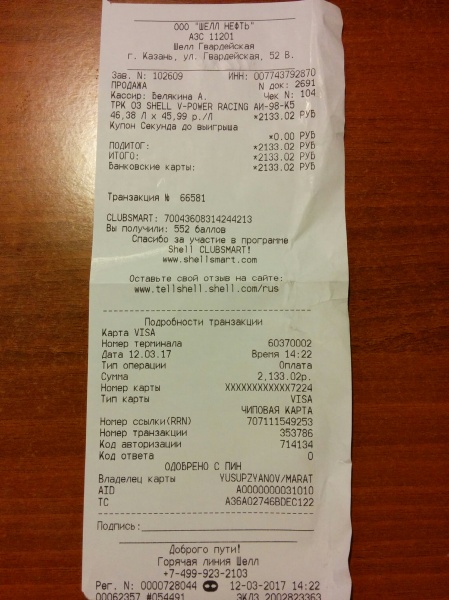 ООО "ШЕЛЛ НЕФТЬ"
АЗС 11201
Шелл Гвардейская
г. Казань, ул. Гвардейская, 52 В.
Зав. N: 102609 ИНН: 007743792870
ПРОДАЖА N док: 2691
Кассир: Белякина А. Чек N: 104
ТРК 03 SHELL V-POWER RACING АИ-98-К5
46,38 Л x 45,99 р./Л *2133.02 РУБ
Купон Секунда до выигрыша
*0.00 РУБ
ПОДИТОГ: *2133.02 РУБ
ИТОГО: *2133.02 РУБ
Банковские карты: *2133.02 РУБ
Транзакция № 66581
CLUBSMART: 70043608314244213
Вы получили: 552 баллов
Спасибо за участие в программе
Shell CLUBSMART!
www.shellsmart.com
Оставьте свой отзыв на сайте:
www.tellshell.shell.com/rus
Подробности транзакции
Карта VISA
Номер терминала 60370002
Дата 12.03.17 Время 14:22
Тип операции Оплата
Сумма 2,133.02р.
Номер карты XXXXXXXXXXXX7224
Тип карты VISA
ЧИПОВАЯ КАРТА
Номер ссылки(RRN) 707111549253
Номер транзакции 353786
Код авторизации 714134
Код ответа 0
ОДОБРЕНО С ПИН
Владелец карты YUSUPZYANOV/MARAT
AID A0000000031010
TC A36A02746BDEC122
Подпись:
Доброго пути!
Горячая линия Шелл
+7-499-923-2103
Рег. N: 0000728044 12-03-2017 14:22
00062357 #054491 ЭКЛЗ 2002823363